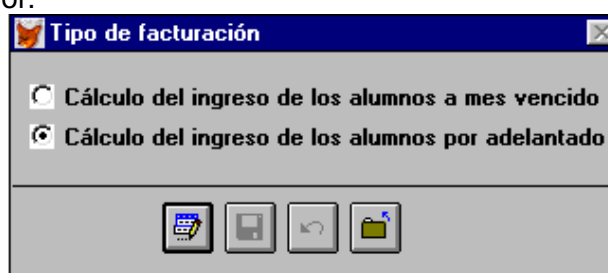 or.
Tipo de facturación
Cálculo del ingreso de los alumnos a mes vencido
Cálculo del ingreso de los alumnos por adelantado